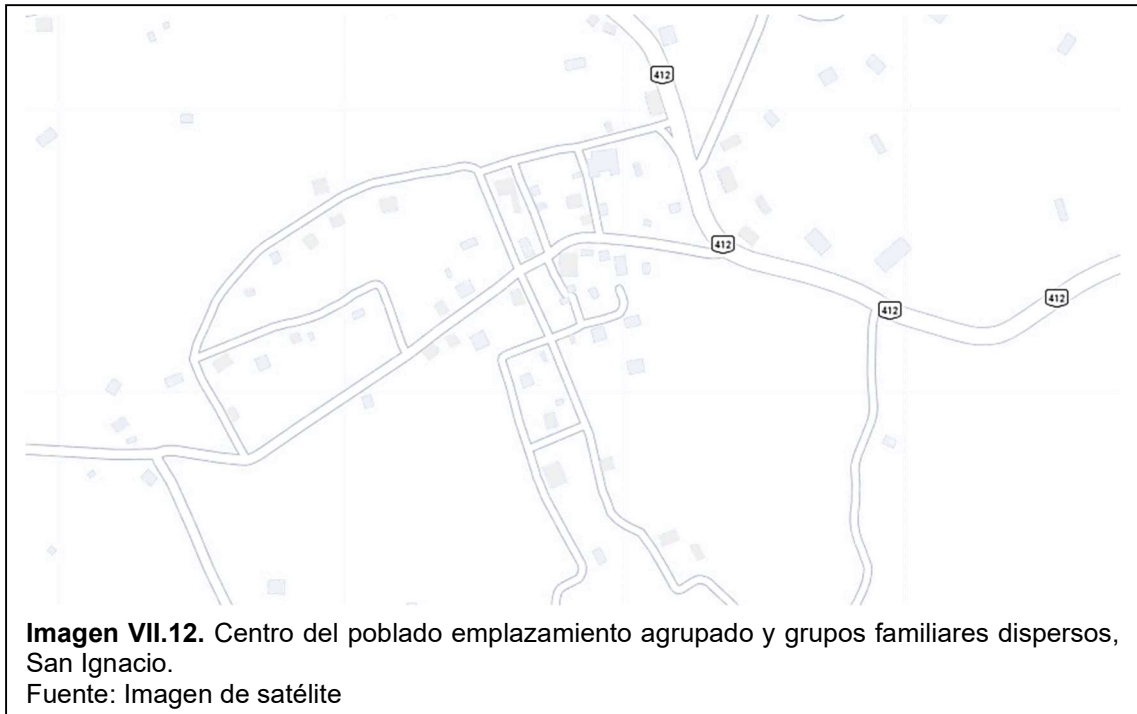 412
412
412
412
Imagen VII.12. Centro del poblado emplazamiento agrupado y grupos familiares dispersos,
San Ignacio.
Fuente: Imagen de satélite